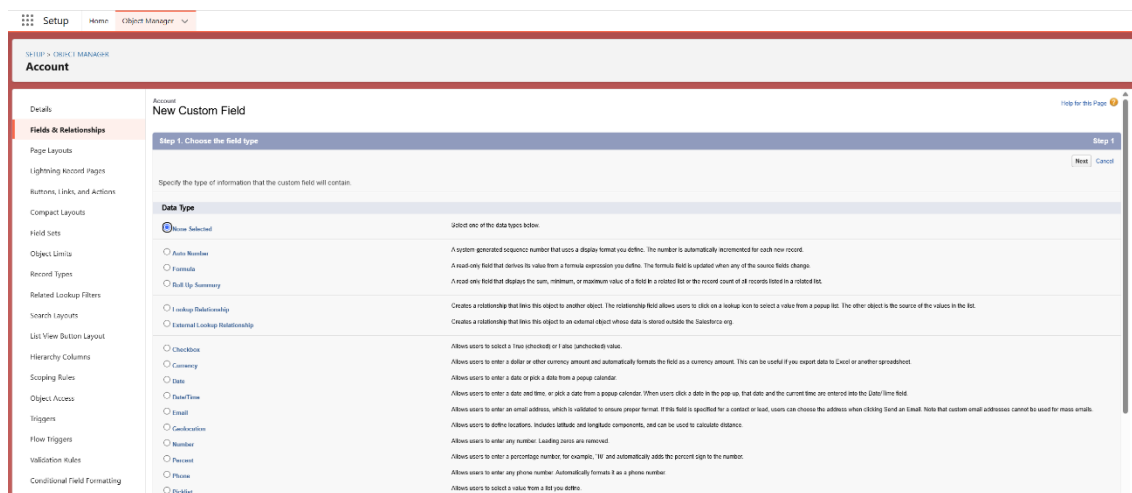 Setup Home Object Manager
SETUP > OBJECT MANAGER
Account
Details
Fields & Relationships
Page Layouts
Lightning Record Pages
Buttons, Links, and Actions
Compact Layouts
Field Sets
Object Limits
Record Types
Related Lookup Filters
Search Layouts
List View Button Layout
Hierarchy Columns
Scoping Rules
Object Access
Triggers
Flow Triggers
Validation Rules
Conditional Field Formatting
Account
New Custom Field
Help for this Page
Step 1. Choose the field type Step 1
Next Cancel
Specify the type of information that the custom field will contain.
Data Type
None Selected Select one of the data types below.
Auto Number A system-generated sequence number that uses a display format you define. The number is automatically incremented for each new record.
Formula A read-only field that derives its value from a formula expression you define. The formula field is updated when any of the source fields change.
Roll-Up Summary A read-only field that displays the sum, minimum, or maximum value of a field in a related list or the record count of all records listed in a related list.
Lookup Relationship Creates a relationship that links this object to another object. The relationship field allows users to click on a lookup icon to select a value from a popup list. The other object is the source of the values in the list.
External Lookup Relationship Creates a relationship that links this object to an external object whose data is stored outside the Salesforce org.
Checkbox Allows users to select a True (checked) or False (unchecked) value.
Currency Allows users to enter a dollar or other currency amount and automatically formats the field as a currency amount. This can be useful if you export data to Excel or another spreadsheet.
Date Allows users to enter a date or pick a date from a popup calendar.
Date/Time Allows users to enter a date and time, or pick a date from a popup calendar. When users click a date in the pop-up, that date and the current time are entered into the Date/Time field.
Email Allows users to enter an email address, which is validated to ensure proper format. If this field is specified for a contact or lead, users can choose the address when clicking Send an Email. Note that custom email addresses cannot be used for mass emails.
Geolocation Allows users to define locations. Includes latitude and longitude components, and can be used to calculate distance.
Number Allows users to enter any number. Leading zeros are removed.
Percent Allows users to enter a percentage number, for example, '10' and automatically adds the percent sign to the number.
Phone Allows users to enter any phone number. Automatically formats it as a phone number.
Picklist Allows users to select a value from a list you define.